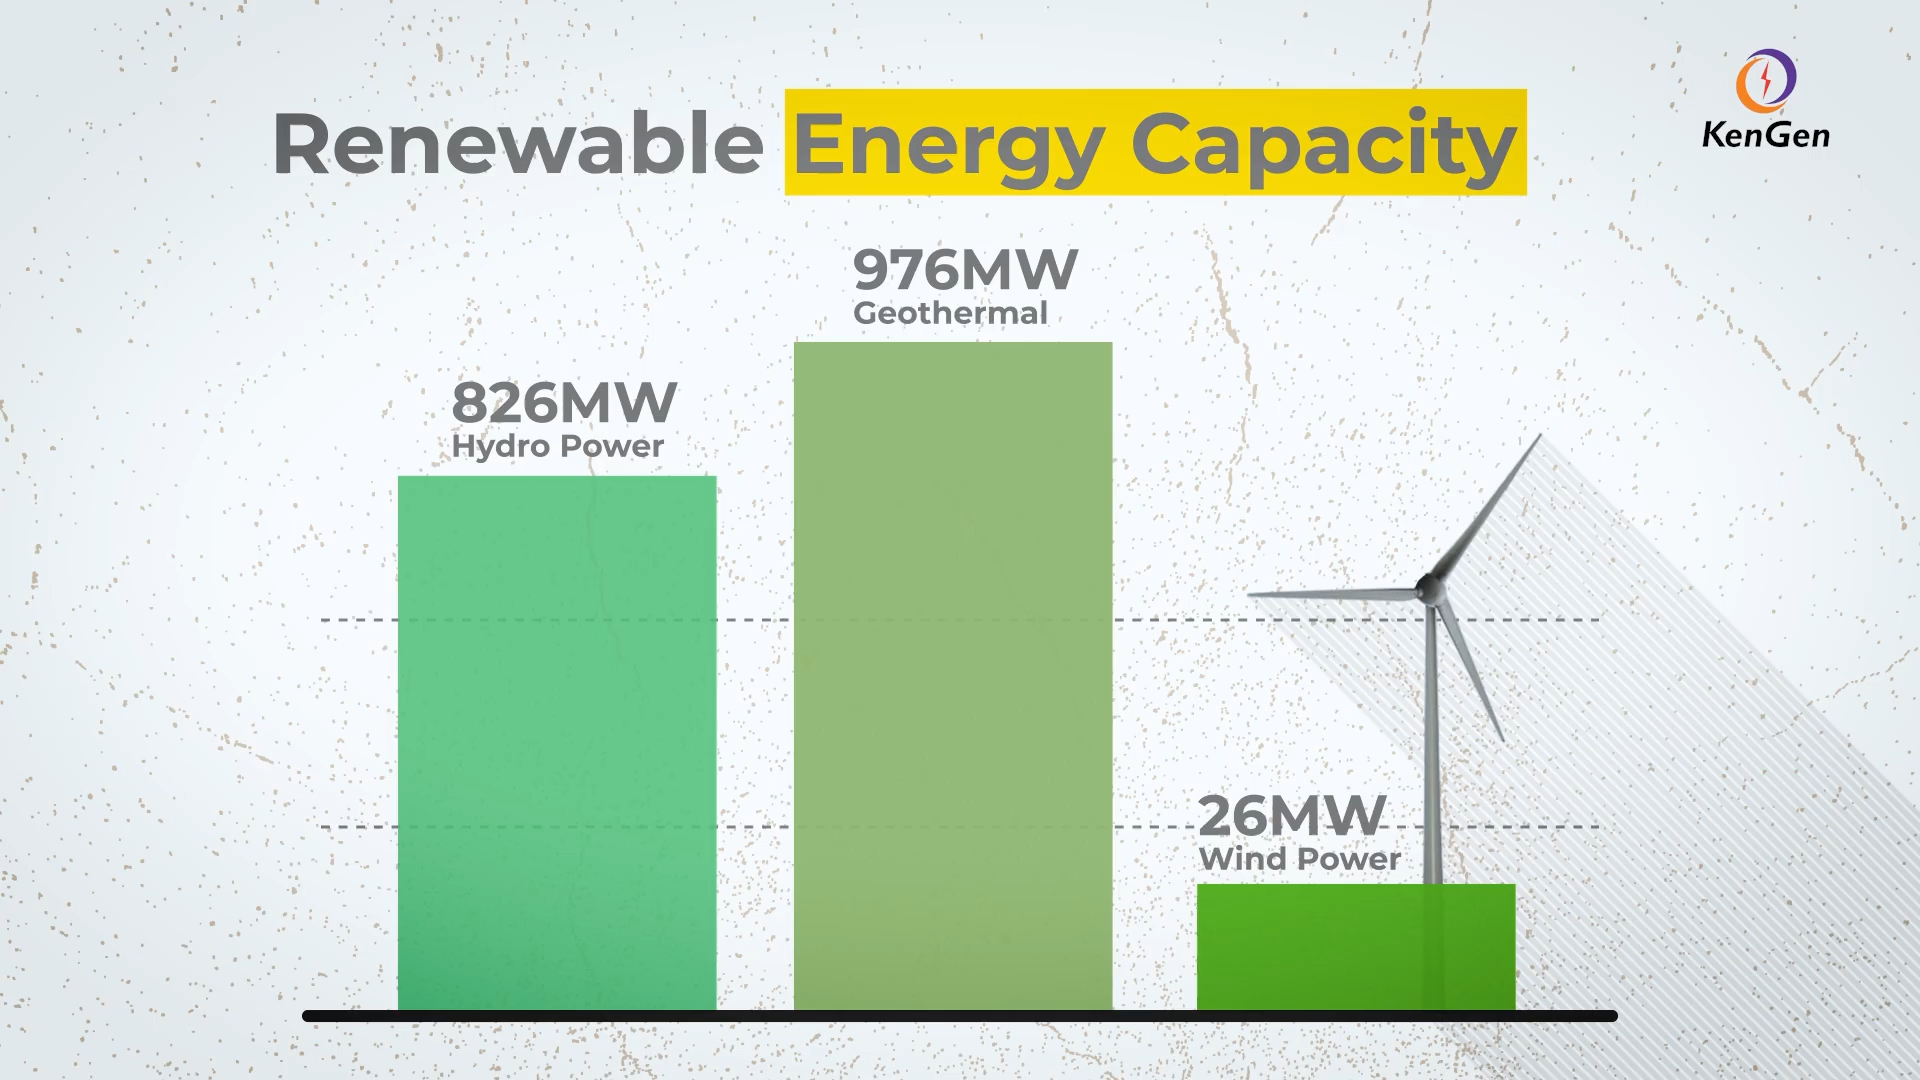 Renewable Energy Capacity
KenGen
976MW
Geothermal
826MW
Hydro Power
26MW
Wind Power